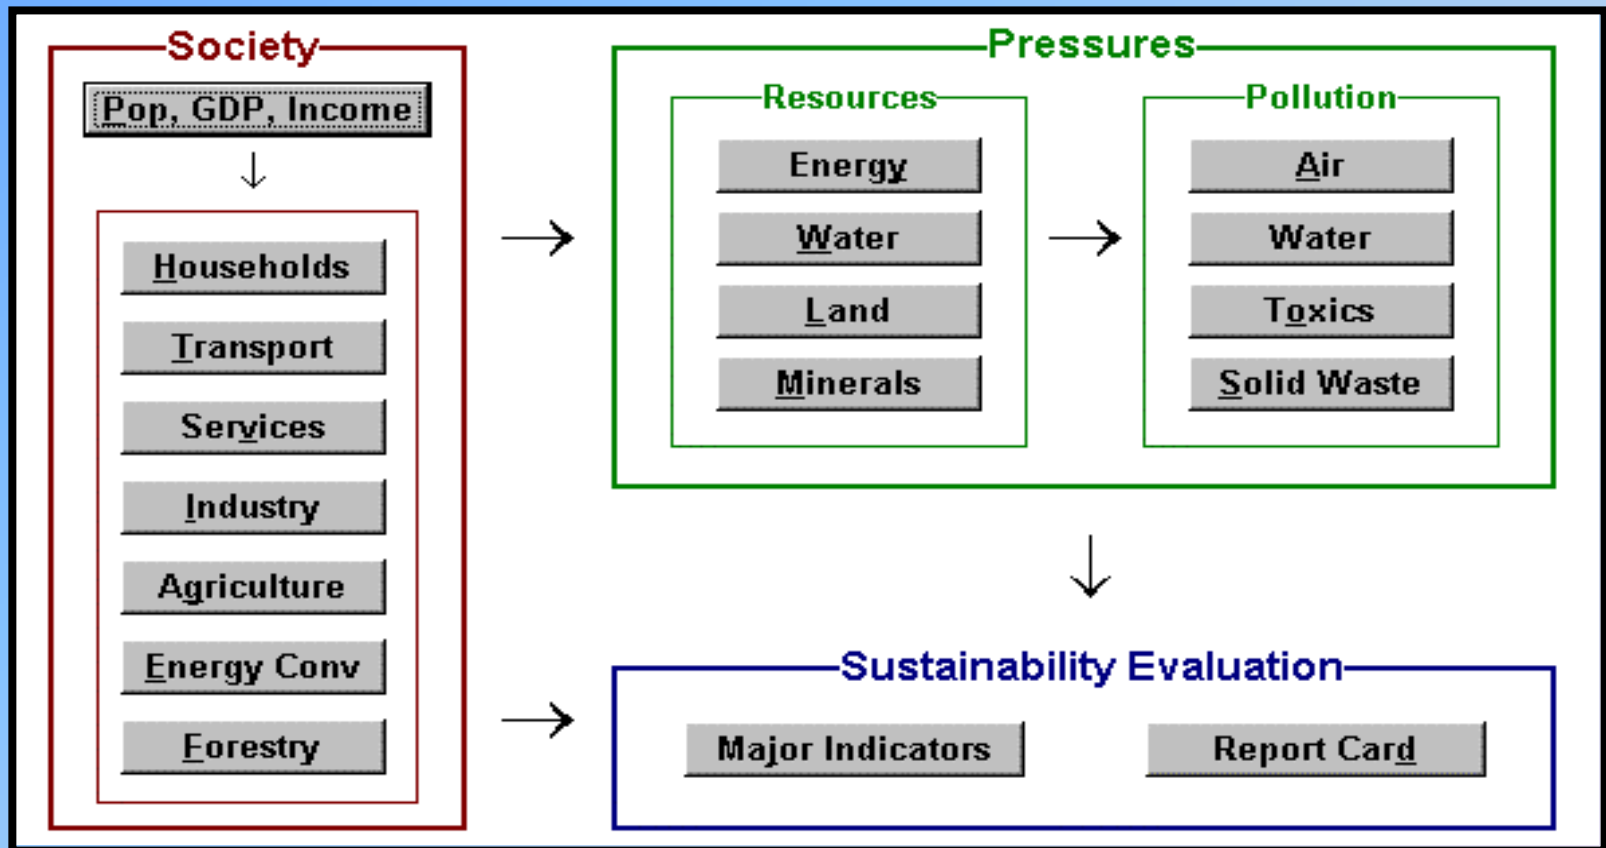 Society
Pop, GDP, Income
Households
Transport
Services
Industry
Agriculture
Energy Conv
Forestry
Pressures
Resources
Energy
Water
Land
Minerals
Pollution
Air
Water
Toxics
Solid Waste
Sustainability Evaluation
Major Indicators
Report Card